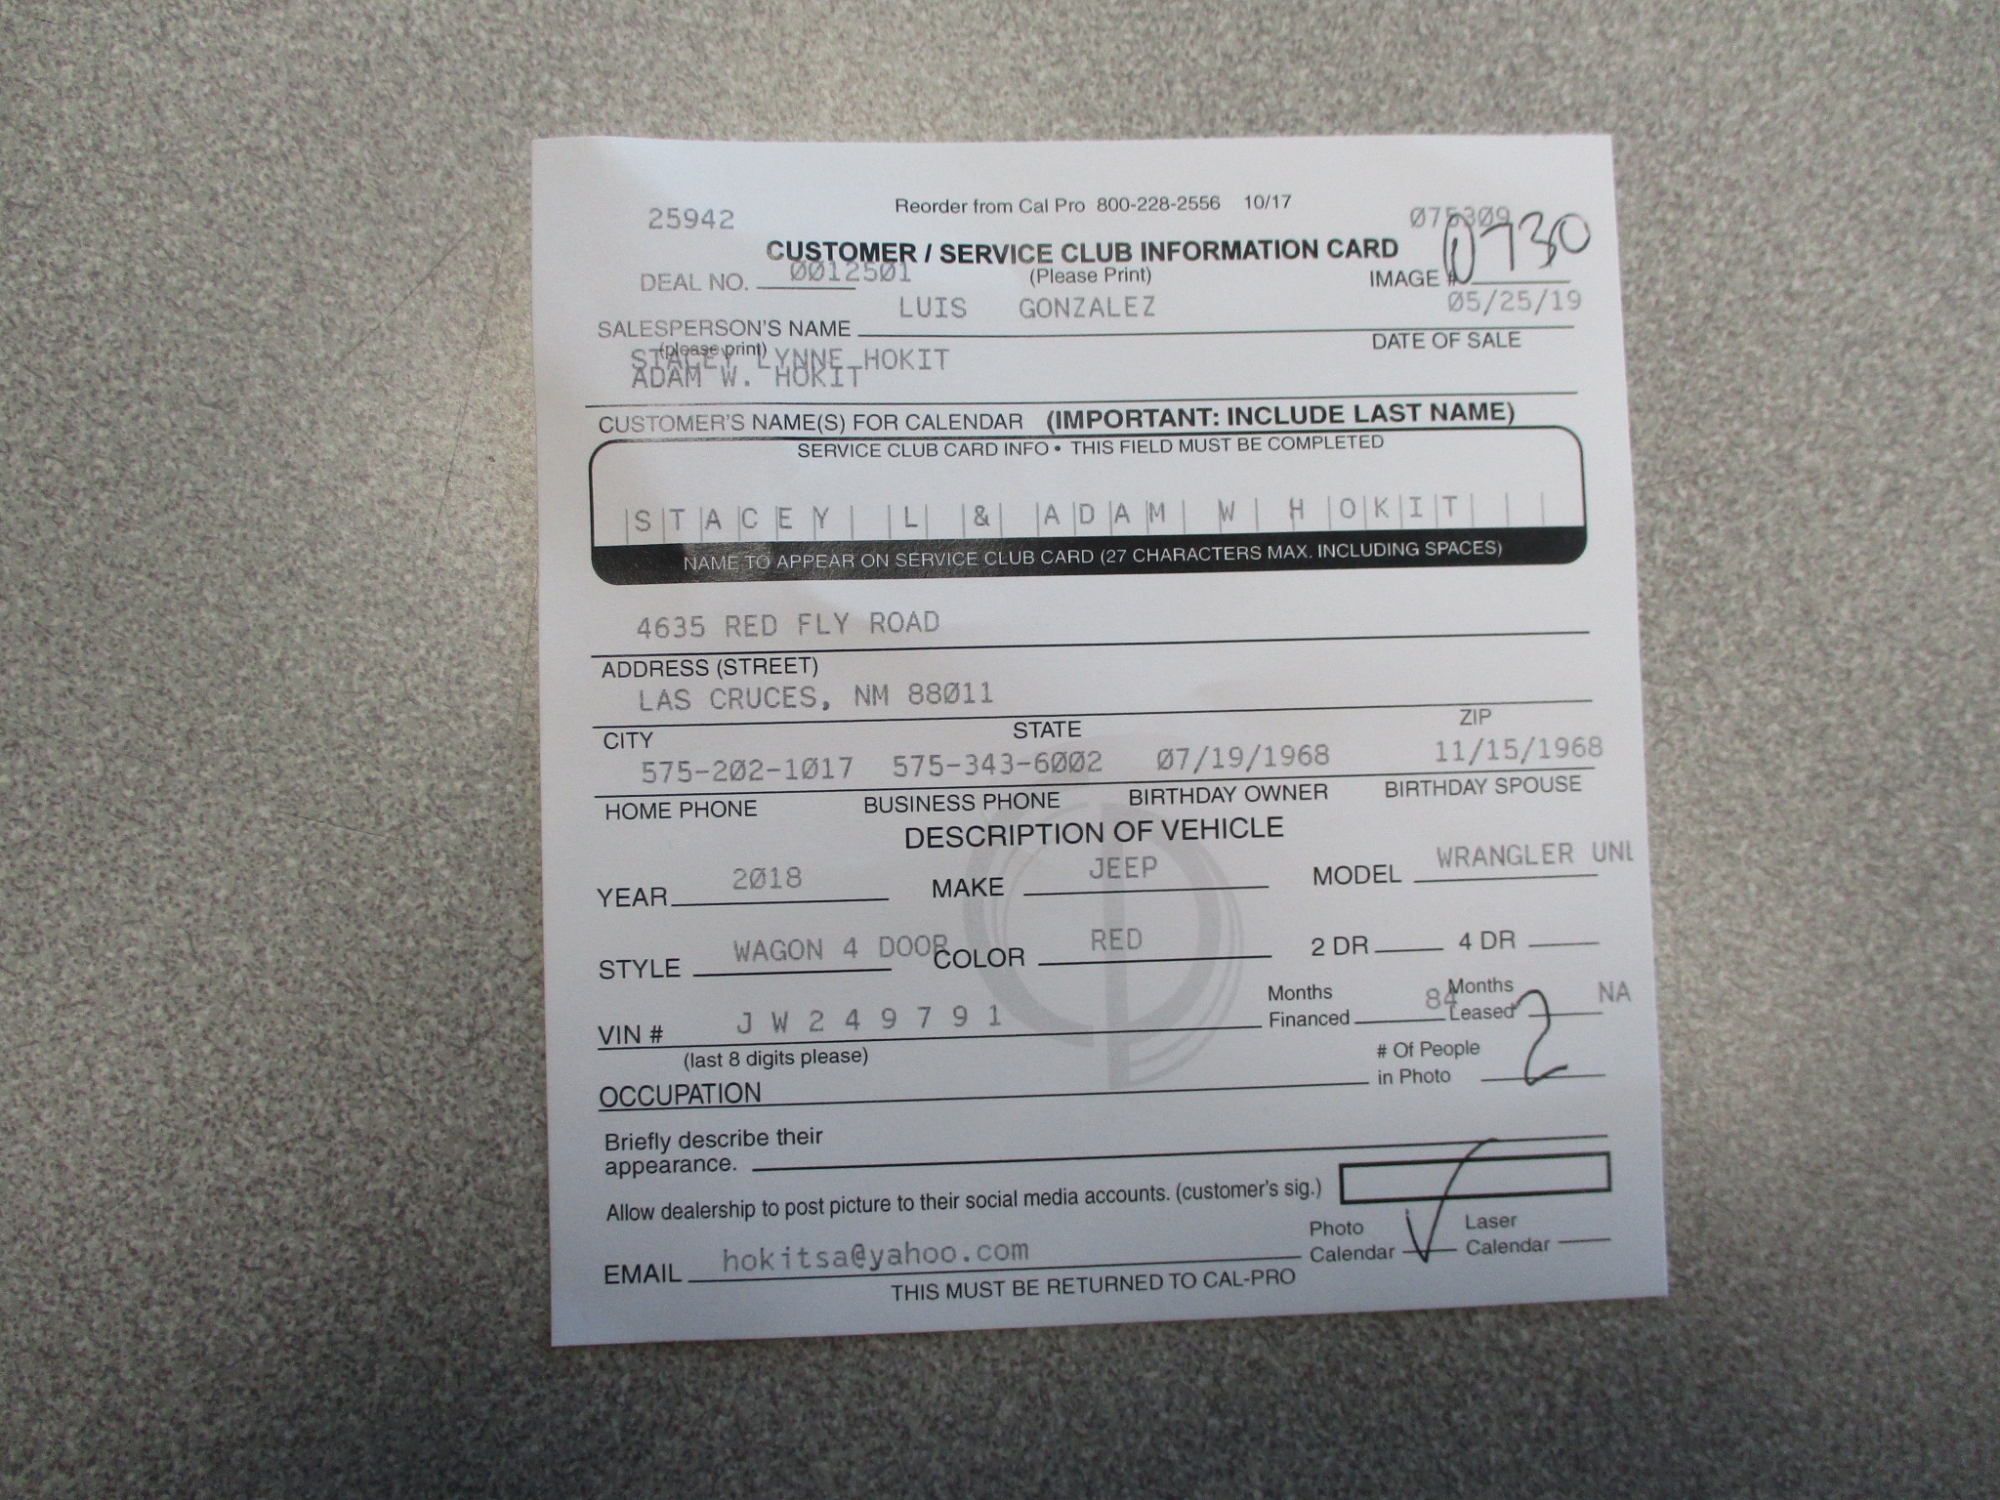 25942 Reorder from Cal Pro 800-228-2556 10/17 075309
CUSTOMER / SERVICE CLUB INFORMATION CARD
DEAL NO. 0012501 (Please Print) IMAGE # 0730
LUIS GONZALEZ 05/25/19
SALESPERSON'S NAME DATE OF SALE
(please print)
STACEY LYNNE HOKIT
ADAM W. HOKIT
CUSTOMER'S NAME(S) FOR CALENDAR (IMPORTANT: INCLUDE LAST NAME)
SERVICE CLUB CARD INFO • THIS FIELD MUST BE COMPLETED
STACEY L & ADAM W HOKIT
NAME TO APPEAR ON SERVICE CLUB CARD (27 CHARACTERS MAX. INCLUDING SPACES)
4635 RED FLY ROAD
ADDRESS (STREET)
LAS CRUCES, NM 88011
CITY STATE ZIP
575-202-1017 575-343-6002 07/19/1968 11/15/1968
HOME PHONE BUSINESS PHONE BIRTHDAY OWNER BIRTHDAY SPOUSE
DESCRIPTION OF VEHICLE
YEAR 2018 MAKE JEEP MODEL WRANGLER UNL
STYLE WAGON 4 DOOR COLOR RED 2 DR 4 DR
VIN # J W 2 4 9 7 9 1 Months Financed 84 Months Leased NA
(last 8 digits please)
OCCUPATION # Of People in Photo 2
Briefly describe their
appearance.
Allow dealership to post picture to their social media accounts. (customer's sig.)
EMAIL hokitsa@yahoo.com Photo Calendar ✓ Laser Calendar
THIS MUST BE RETURNED TO CAL-PRO